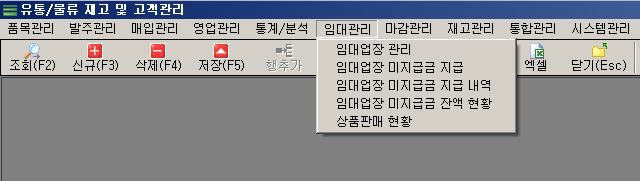 유통/물류 재고 및 고객관리
품목관리 발주관리 매입관리 영업관리 통계/분석 임대관리 마감관리 재고관리 통합관리 시스템관리
조회(F2) 신규(F3) 삭제(F4) 저장(F5) 행추가 엑셀 닫기(Esc)
임대업장 관리
임대업장 미지급금 지급
임대업장 미지급금 지급 내역
임대업장 미지급금 잔액 현황
상품판매 현황